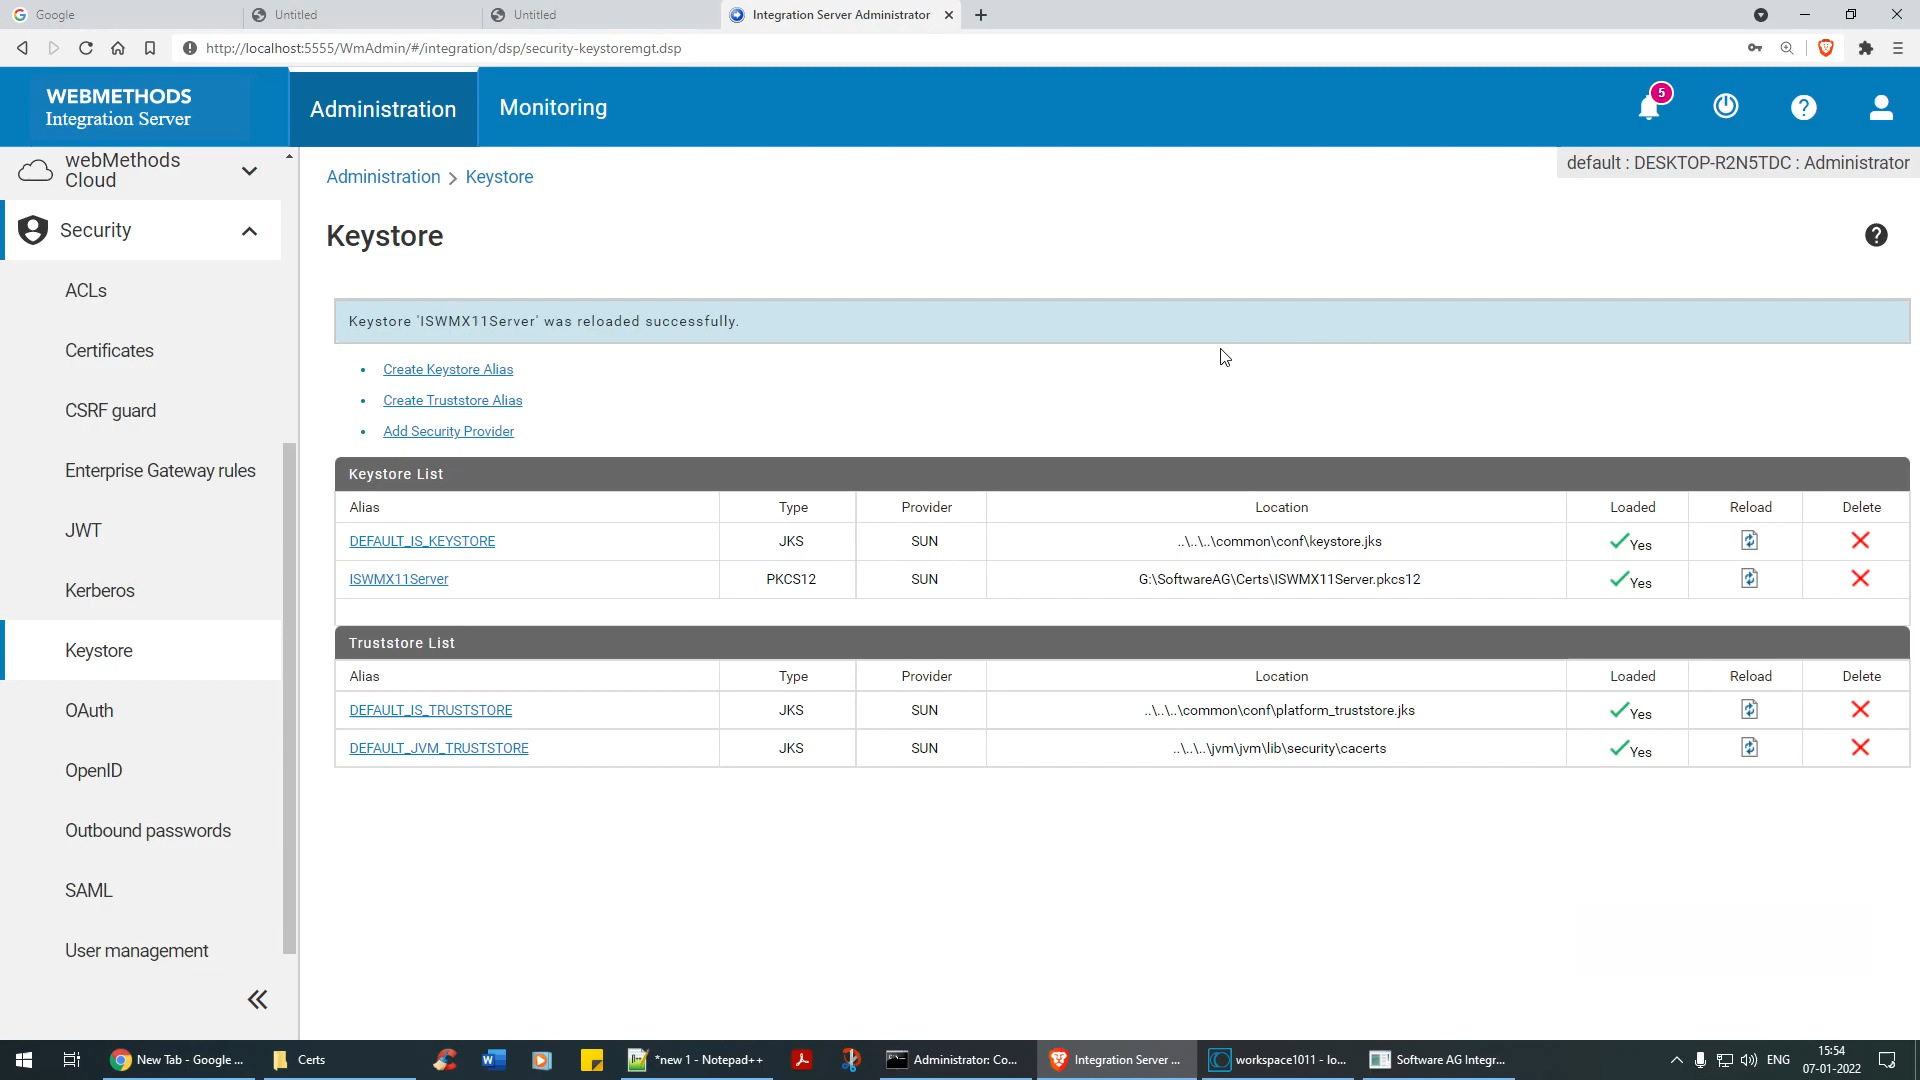 Google
Untitled
Untitled
Integration Server Administrator
http://localhost:5555/WmAdmin/#/integration/dsp/security-keystoremgt.dsp
WEBMETHODS
Integration Server
Administration
Monitoring
5
default : DESKTOP-R2N5TDC : Administrator
webMethods
Cloud
Security
ACLs
Certificates
CSRF guard
Enterprise Gateway rules
JWT
Kerberos
Keystore
OAuth
OpenID
Outbound passwords
SAML
User management
Administration > Keystore
Keystore
Keystore 'ISWMX11Server' was reloaded successfully.
• Create Keystore Alias
• Create Truststore Alias
• Add Security Provider
Keystore List
Alias Type Provider Location Loaded Reload Delete
DEFAULT_IS_KEYSTORE JKS SUN ..\..\..\common\conf\keystore.jks Yes
ISWMX11Server PKCS12 SUN G:\SoftwareAG\Certs\ISWMX11Server.pkcs12 Yes
Truststore List
Alias Type Provider Location Loaded Reload Delete
DEFAULT_IS_TRUSTSTORE JKS SUN ..\..\..\common\conf\platform_truststore.jks Yes
DEFAULT_JVM_TRUSTSTORE JKS SUN ..\..\..\jvm\jvm\lib\security\cacerts Yes
New Tab - Google ...
Certs
*new 1 - Notepad++
Administrator: Co...
Integration Server ...
workspace1011 - Io...
Software AG Integr...
ENG
15:54
07-01-2022